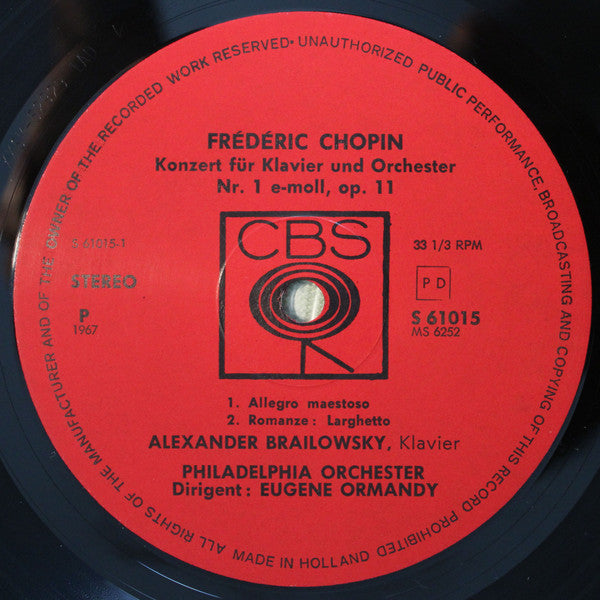 ALL RIGHTS OF THE MANUFACTURER AND OF THE OWNER OF THE RECORDED WORK RESERVED • UNAUTHORIZED PUBLIC PERFORMANCE, BROADCASTING AND COPYING OF THIS RECORD PROHIBITED
FRÉDÉRIC CHOPIN
Konzert für Klavier und Orchester
Nr. 1 e-moll, op. 11
CBS
S 61015-1
33 1/3 RPM
STEREO
P D
P
1967
S 61015
MS 6252
1. Allegro maestoso
2. Romanze: Larghetto
ALEXANDER BRAILOWSKY, Klavier
PHILADELPHIA ORCHESTER
Dirigent: EUGENE ORMANDY
MADE IN HOLLAND